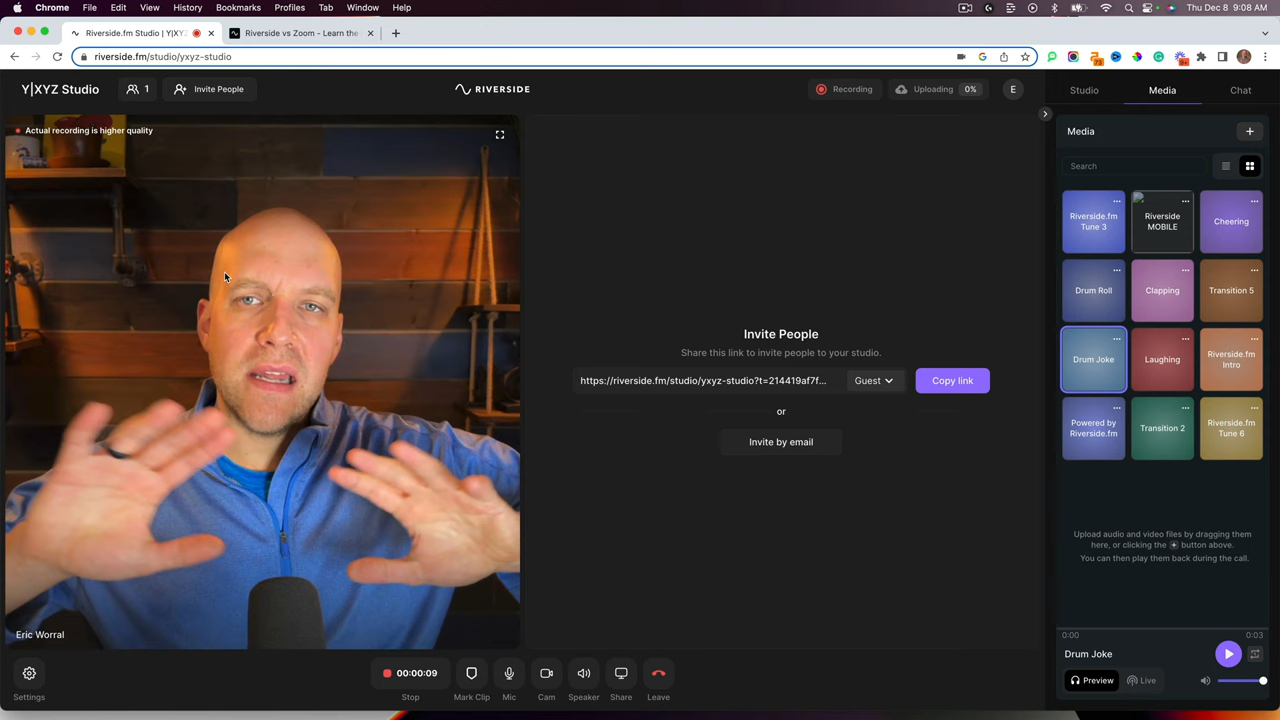 Chrome File Edit View History Bookmarks Profiles Tab Window Help
Thu Dec 8 9:08 AM
Riverside.fm Studio | Y|XYZ
Riverside vs Zoom - Learn the
riverside.fm/studio/yxyz-studio
73
9+
Y|XYZ Studio
1
Invite People
RIVERSIDE
Recording
Uploading 0%
E
Actual recording is higher quality
Eric Worral
Invite People
Share this link to invite people to your studio.
https://riverside.fm/studio/yxyz-studio?t=214419af7f...
Guest
Copy link
or
Invite by email
Settings
00:00:09
Stop
Mark Clip
Mic
Cam
Speaker
Share
Leave
Studio
Media
Chat
Media
Search
Riverside.fm
Tune 3
Riverside
MOBILE
Cheering
Drum Roll
Clapping
Transition 5
Drum Joke
Laughing
Riverside.fm
Intro
Powered by
Riverside.fm
Transition 2
Riverside.fm
Tune 6
Upload audio and video files by dragging them
here, or clicking the + button above.
You can then play them back during the call.
0:00
0:03
Drum Joke
Preview
Live